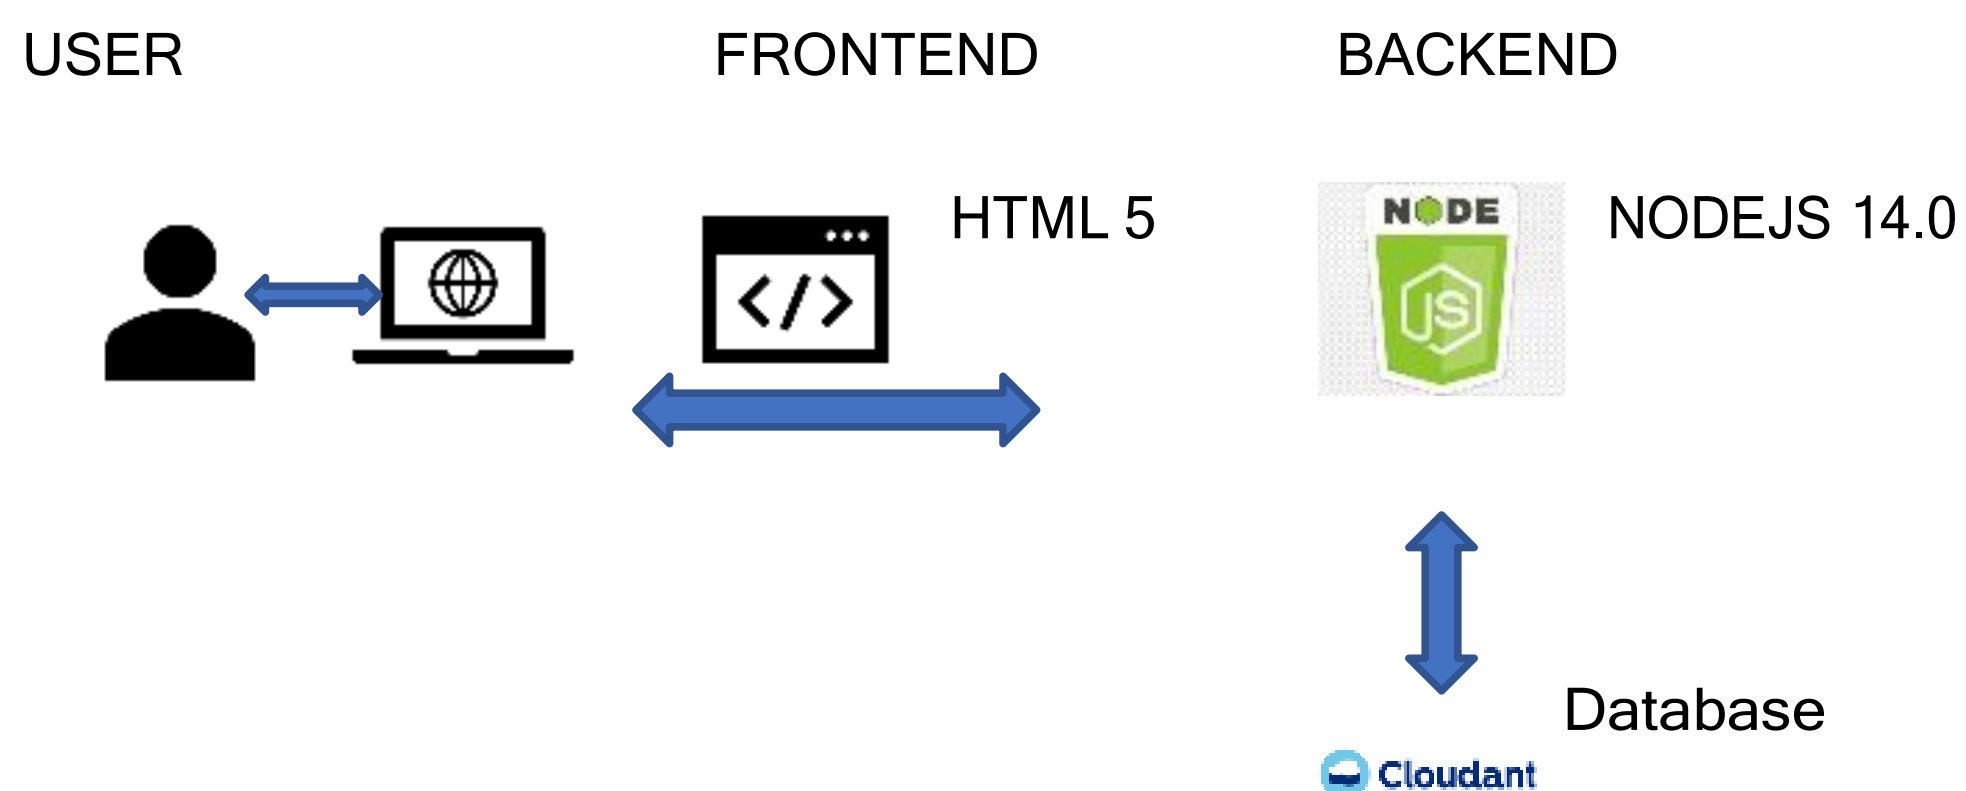 USER
FRONTEND
BACKEND
HTML 5
NODE
JS
NODEJS 14.0
</>
Database
Cloudant